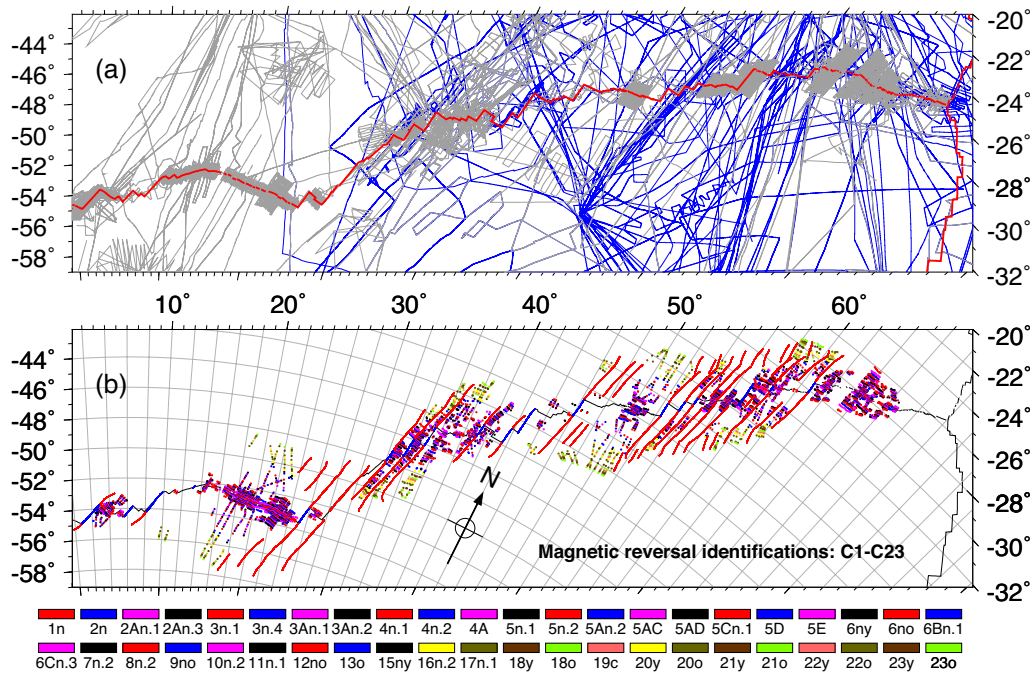 (a)
-44° -46° -48° -50° -52° -54° -56° -58°
-20° -22° -24° -26° -28° -30° -32°
10° 20° 30° 40° 50° 60°
(b)
-44° -46° -48° -50° -52° -54° -56° -58°
-20° -22° -24° -26° -28° -30° -32°
N
Magnetic reversal identifications: C1-C23
1n 2n 2An.1 2An.3 3n.1 3n.4 3An.1 3An.2 4n.1 4n.2 4A 5n.1 5n.2 5An.2 5AC 5AD 5Cn.1 5D 5E 6ny 6no 6Bn.1
6Cn.3 7n.2 8n.2 9no 10n.2 11n.1 12no 13o 15ny 16n.2 17n.1 18y 18o 19c 20y 20o 21y 21o 22y 22o 23y 23o